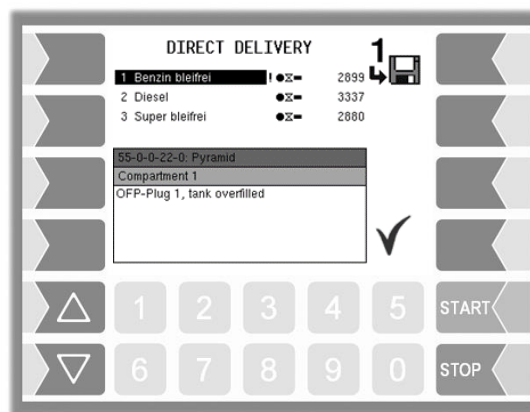 DIRECT DELIVERY
1
1 Benzin bleifrei ! 2899
2 Diesel 3337
3 Super bleifrei 2880
55-0-0-22-0: Pyramid
Compartment 1
OFP-Plug 1, tank overfilled
1 2 3 4 5 START
6 7 8 9 0 STOP